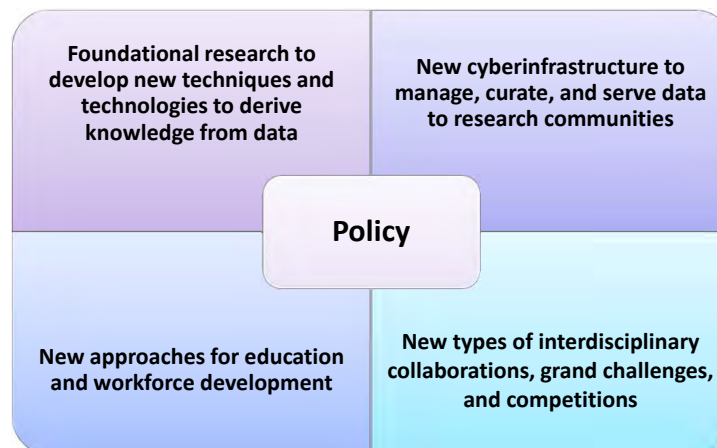 Foundational research to
develop new techniques and
technologies to derive
knowledge from data
New cyberinfrastructure to
manage, curate, and serve data
to research communities
Policy
New approaches for education
and workforce development
New types of interdisciplinary
collaborations, grand challenges,
and competitions